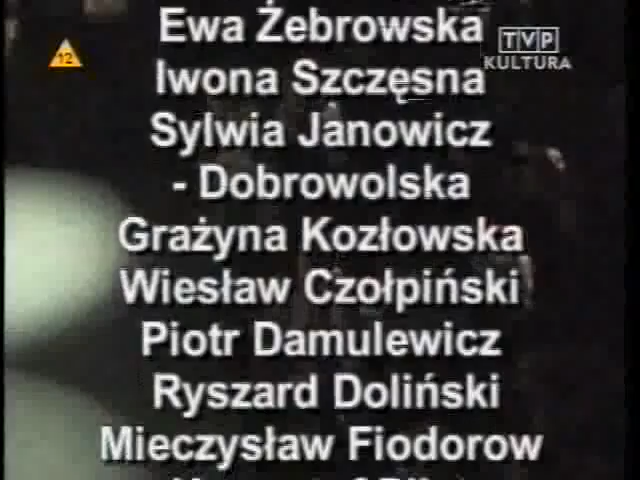 Ewa Żebrowska
TVP
KULTURA
12
Iwona Szczęsna
Sylwia Janowicz
- Dobrowolska
Grażyna Kozłowska
Wiesław Czołpiński
Piotr Damulewicz
Ryszard Doliński
Mieczysław Fiodorow